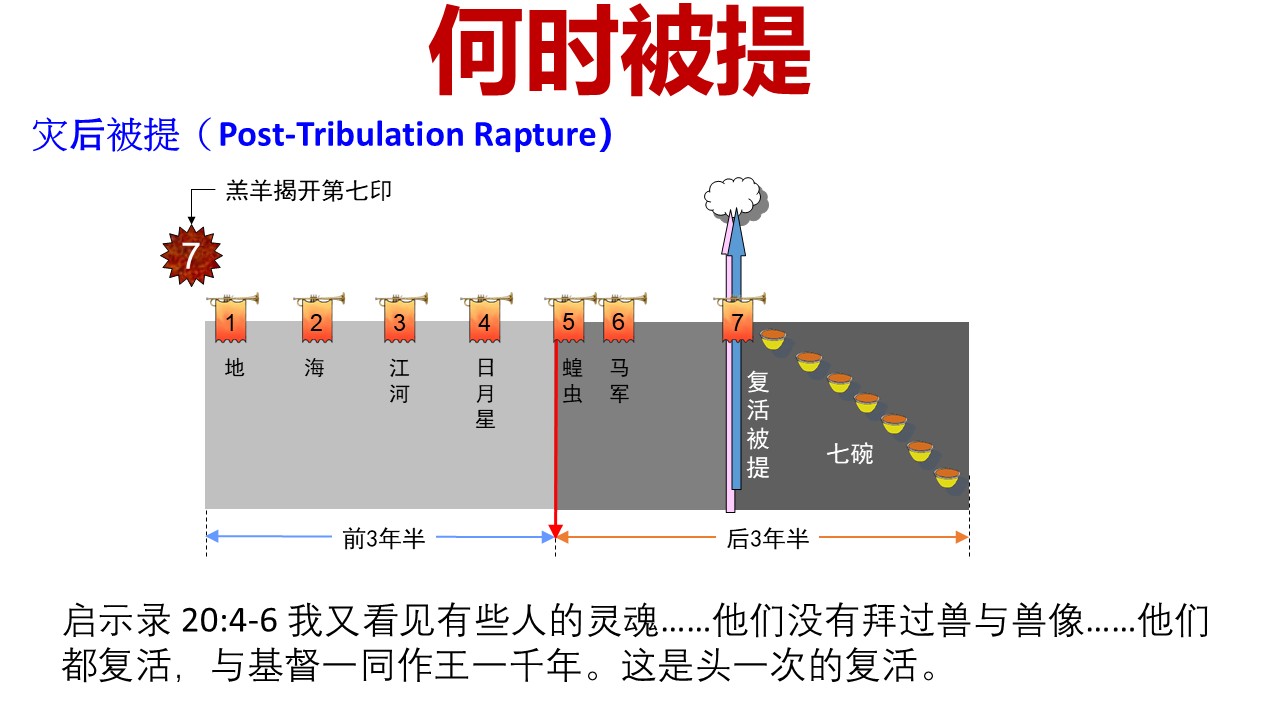 何时被提
灾后被提（Post-Tribulation Rapture）
羔羊揭开第七印
7
1
2
3
4
5
6
7
地
海
江
河
日
月
星
蝗
虫
马
军
复
活
被
提
七碗
前3年半
后3年半
启示录 20:4-6 我又看见有些人的灵魂……他们没有拜过兽与兽像……他们
都复活，与基督一同作王一千年。这是头一次的复活。